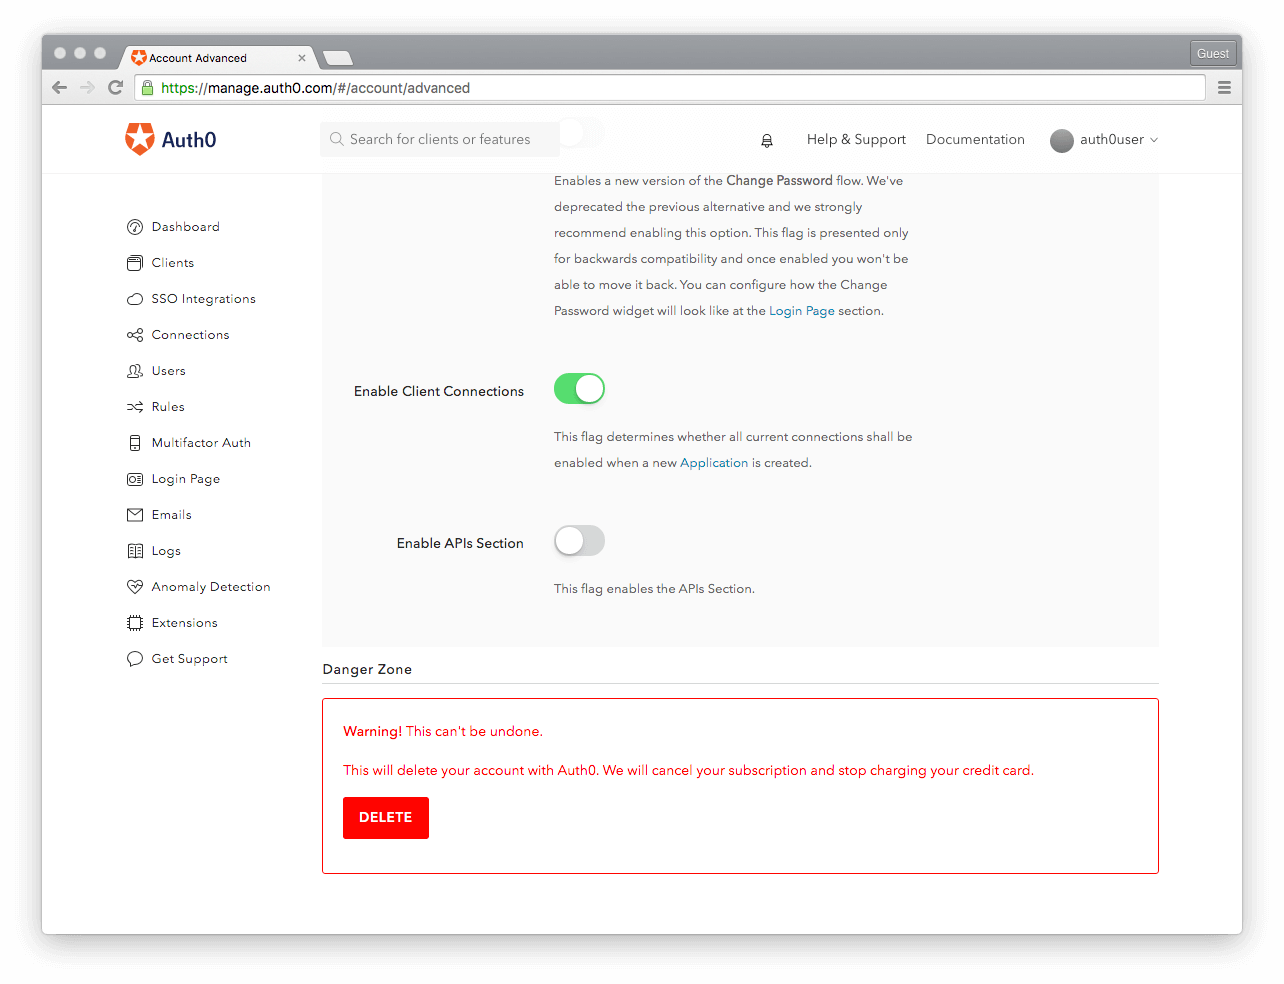 Account Advanced
Guest
https://manage.auth0.com/#/account/advanced
Auth0
Search for clients or features
Help & Support
Documentation
auth0user
Dashboard
Clients
SSO Integrations
Connections
Users
Rules
Multifactor Auth
Login Page
Emails
Logs
Anomaly Detection
Extensions
Get Support
Enables a new version of the Change Password flow. We've
deprecated the previous alternative and we strongly
recommend enabling this option. This flag is presented only
for backwards compatibility and once enabled you won't be
able to move it back. You can configure how the Change
Password widget will look like at the Login Page section.
Enable Client Connections
This flag determines whether all current connections shall be
enabled when a new Application is created.
Enable APIs Section
This flag enables the APIs Section.
Danger Zone
Warning! This can't be undone.
This will delete your account with Auth0. We will cancel your subscription and stop charging your credit card.
DELETE